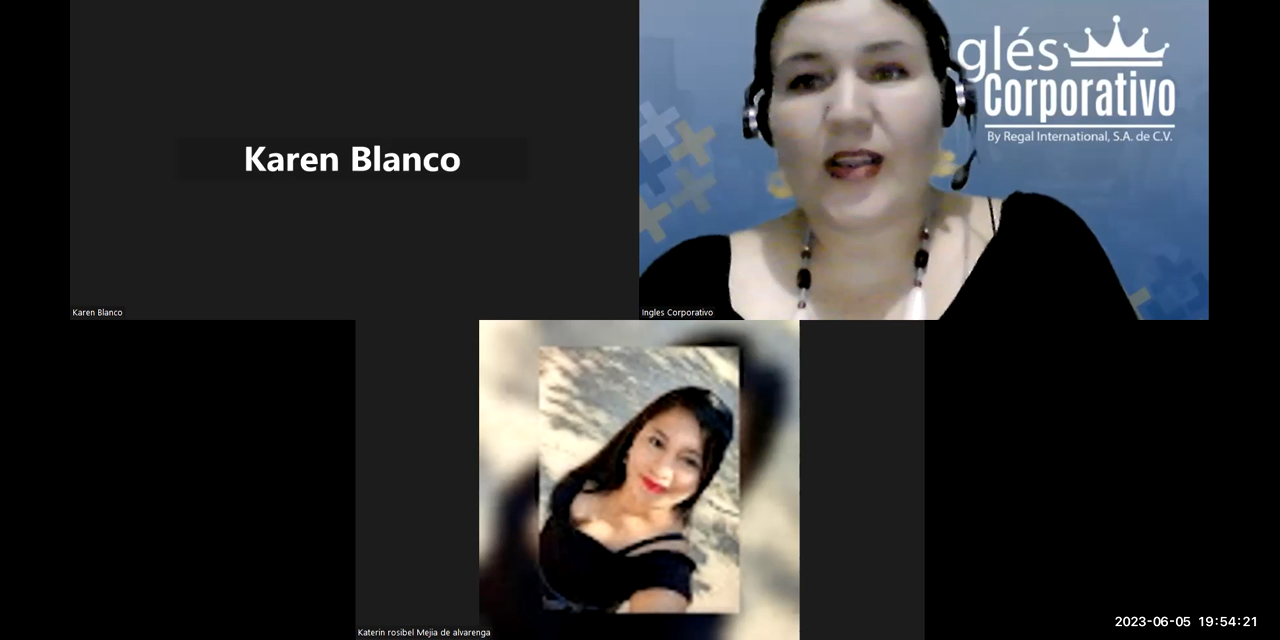 Karen Blanco
glés
Corporativo
By Regal International, S.A. de C.V.
Karen Blanco
Ingles Corporativo
Katerin rosibel Mejia de alvarenga
2023-06-05 19:54:21